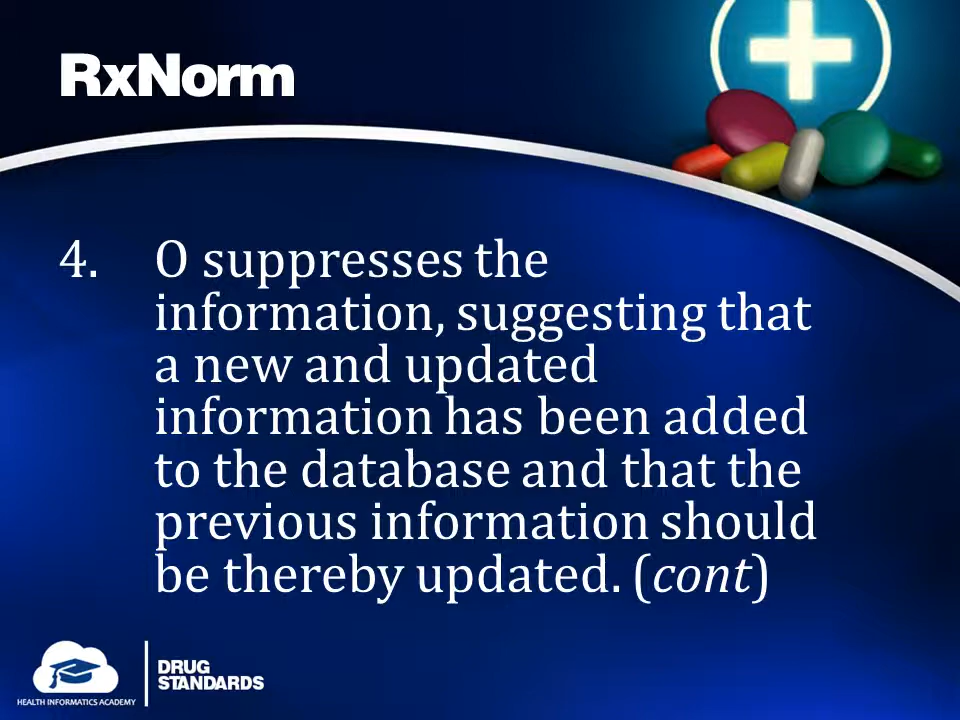 RxNorm
4. O suppresses the
information, suggesting that
a new and updated
information has been added
to the database and that the
previous information should
be thereby updated. (cont)
HEALTH INFORMATICS ACADEMY
DRUG
STANDARDS